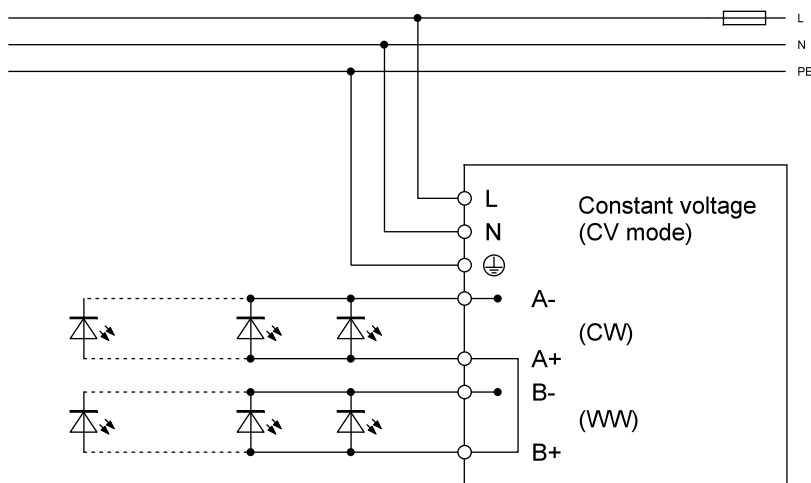 L
N
PE
L
Constant voltage
N
(CV mode)
A-
(CW)
A+
B-
(WW)
B+